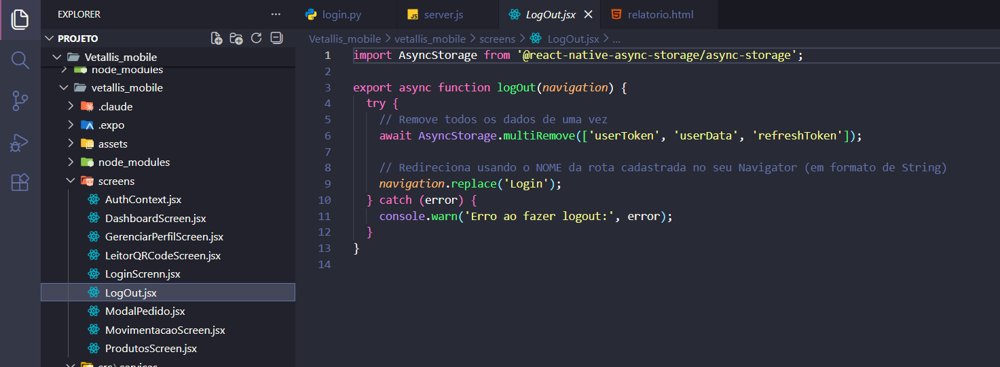 EXPLORER
...
PROJETO
Vetallis_mobile
node_modules
vetallis_mobile
.claude
.expo
assets
node_modules
screens
AuthContext.jsx
DashboardScreen.jsx
GerenciarPerfilScreen.jsx
LeitorQRCodeScreen.jsx
LoginScrenn.jsx
LogOut.jsx
ModalPedido.jsx
MovimentacaoScreen.jsx
ProdutosScreen.jsx
login.py
JS server.js
LogOut.jsx
relatorio.html
Vetallis_mobile > vetallis_mobile > screens > LogOut.jsx > ...
1 import AsyncStorage from '@react-native-async-storage/async-storage';
2
3 export async function logOut(navigation) {
4 try {
5 // Remove todos os dados de uma vez
6 await AsyncStorage.multiRemove(['userToken', 'userData', 'refreshToken']);
7
8 // Redireciona usando o NOME da rota cadastrada no seu Navigator (em formato de String)
9 navigation.replace('Login');
10 } catch (error) {
11 console.warn('Erro ao fazer logout:', error);
12 }
13 }
14